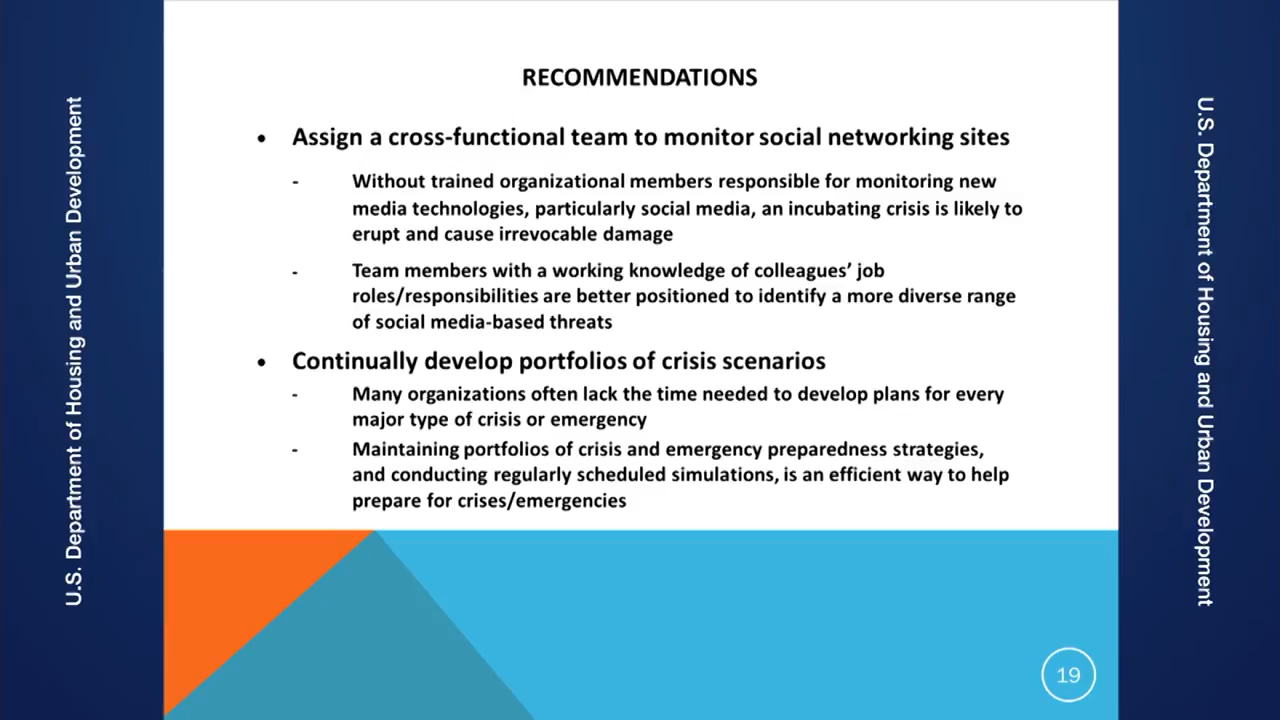 RECOMMENDATIONS
• Assign a cross-functional team to monitor social networking sites
- Without trained organizational members responsible for monitoring new
media technologies, particularly social media, an incubating crisis is likely to
erupt and cause irrevocable damage
- Team members with a working knowledge of colleagues’ job
roles/responsibilities are better positioned to identify a more diverse range
of social media-based threats
• Continually develop portfolios of crisis scenarios
- Many organizations often lack the time needed to develop plans for every
major type of crisis or emergency
- Maintaining portfolios of crisis and emergency preparedness strategies,
and conducting regularly scheduled simulations, is an efficient way to help
prepare for crises/emergencies
19
U.S. Department of Housing and Urban Development
U.S. Department of Housing and Urban Development